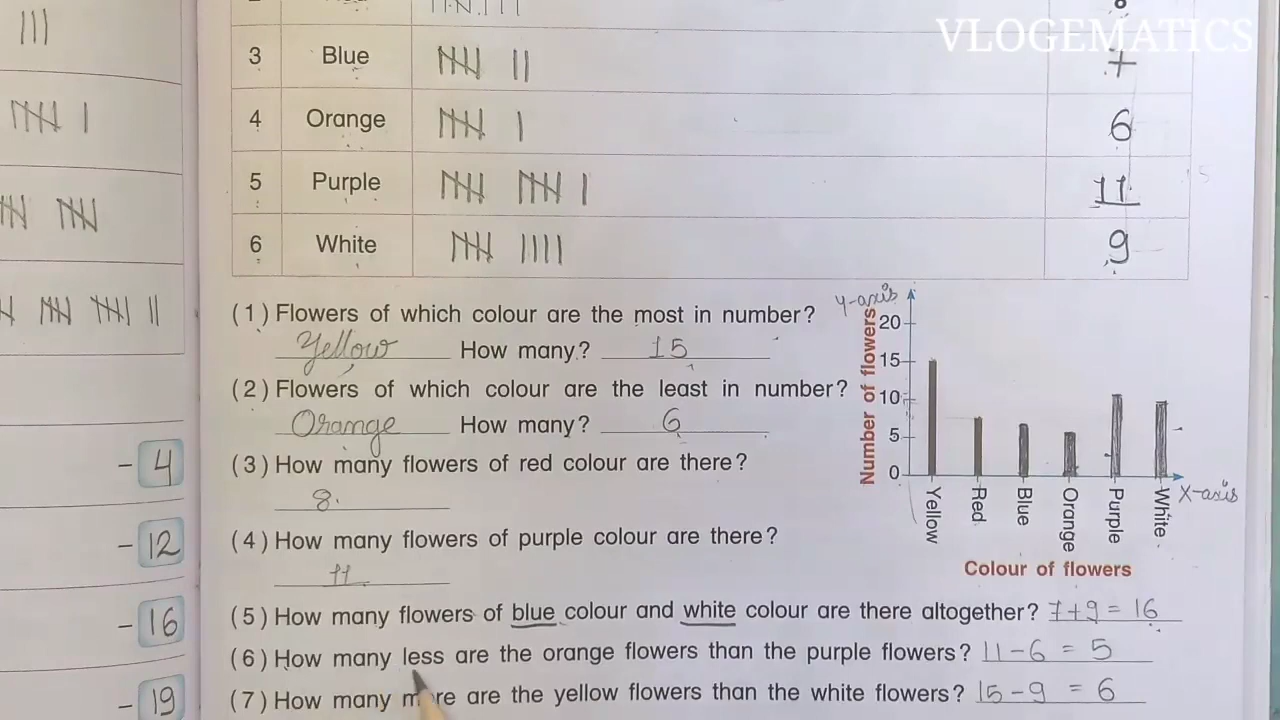 VLOGEMATICS
3 Blue 7
4 Orange 6
5 Purple 11
6 White 9
(1) Flowers of which colour are the most in number?
Yellow How many? 15
(2) Flowers of which colour are the least in number?
Orange How many? 6
(3) How many flowers of red colour are there?
8.
(4) How many flowers of purple colour are there?
11
(5) How many flowers of blue colour and white colour are there altogether? 7+9=16
(6) How many less are the orange flowers than the purple flowers? 11-6=5
(7) How many more are the yellow flowers than the white flowers? 15-9=6
Y-axis
Number of flowers
20
15
10
5
0
Yellow
Red
Blue
Orange
Purple
White
X-axis
Colour of flowers
- 4
- 12
- 16
- 19